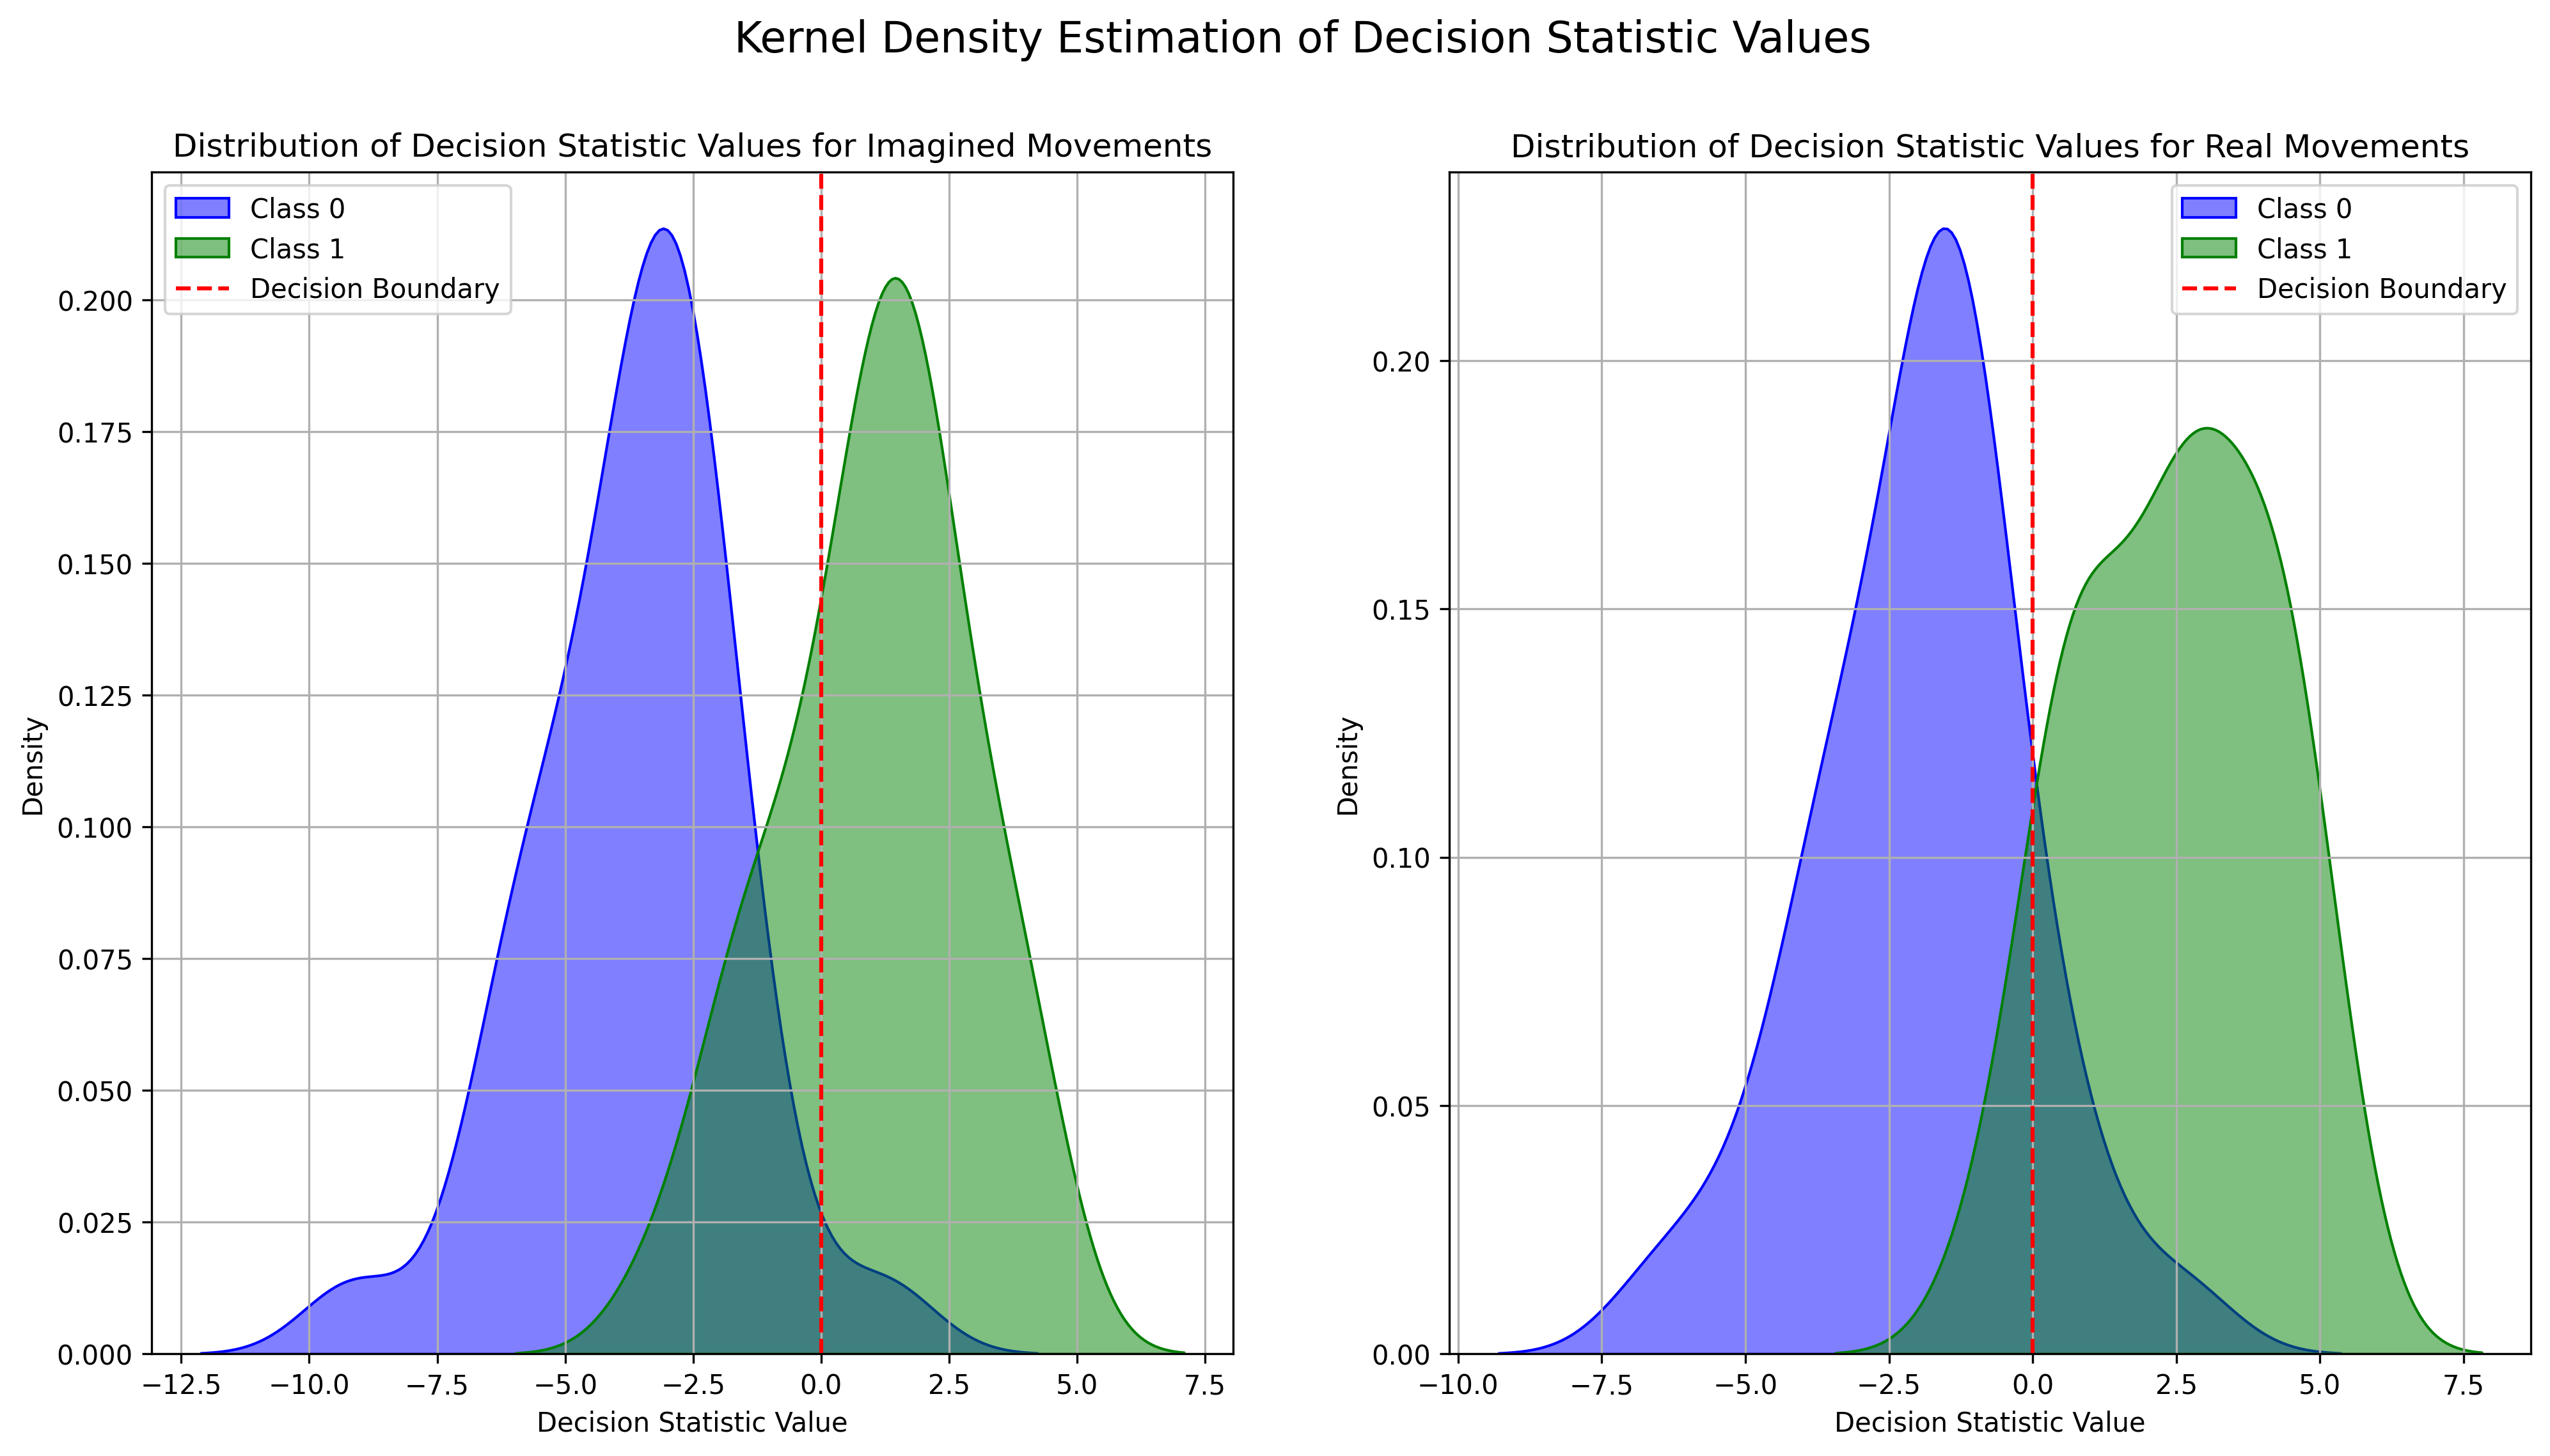 Kernel Density Estimation of Decision Statistic Values
Distribution of Decision Statistic Values for Imagined Movements
Class 0
Class 1
Decision Boundary
0.200
0.175
0.150
0.125
0.100
0.075
0.050
0.025
0.000
Density
−12.5 −10.0 −7.5 −5.0 −2.5 0.0 2.5 5.0 7.5
Decision Statistic Value
Distribution of Decision Statistic Values for Real Movements
Class 0
Class 1
Decision Boundary
0.20
0.15
0.10
0.05
0.00
Density
−10.0 −7.5 −5.0 −2.5 0.0 2.5 5.0 7.5
Decision Statistic Value